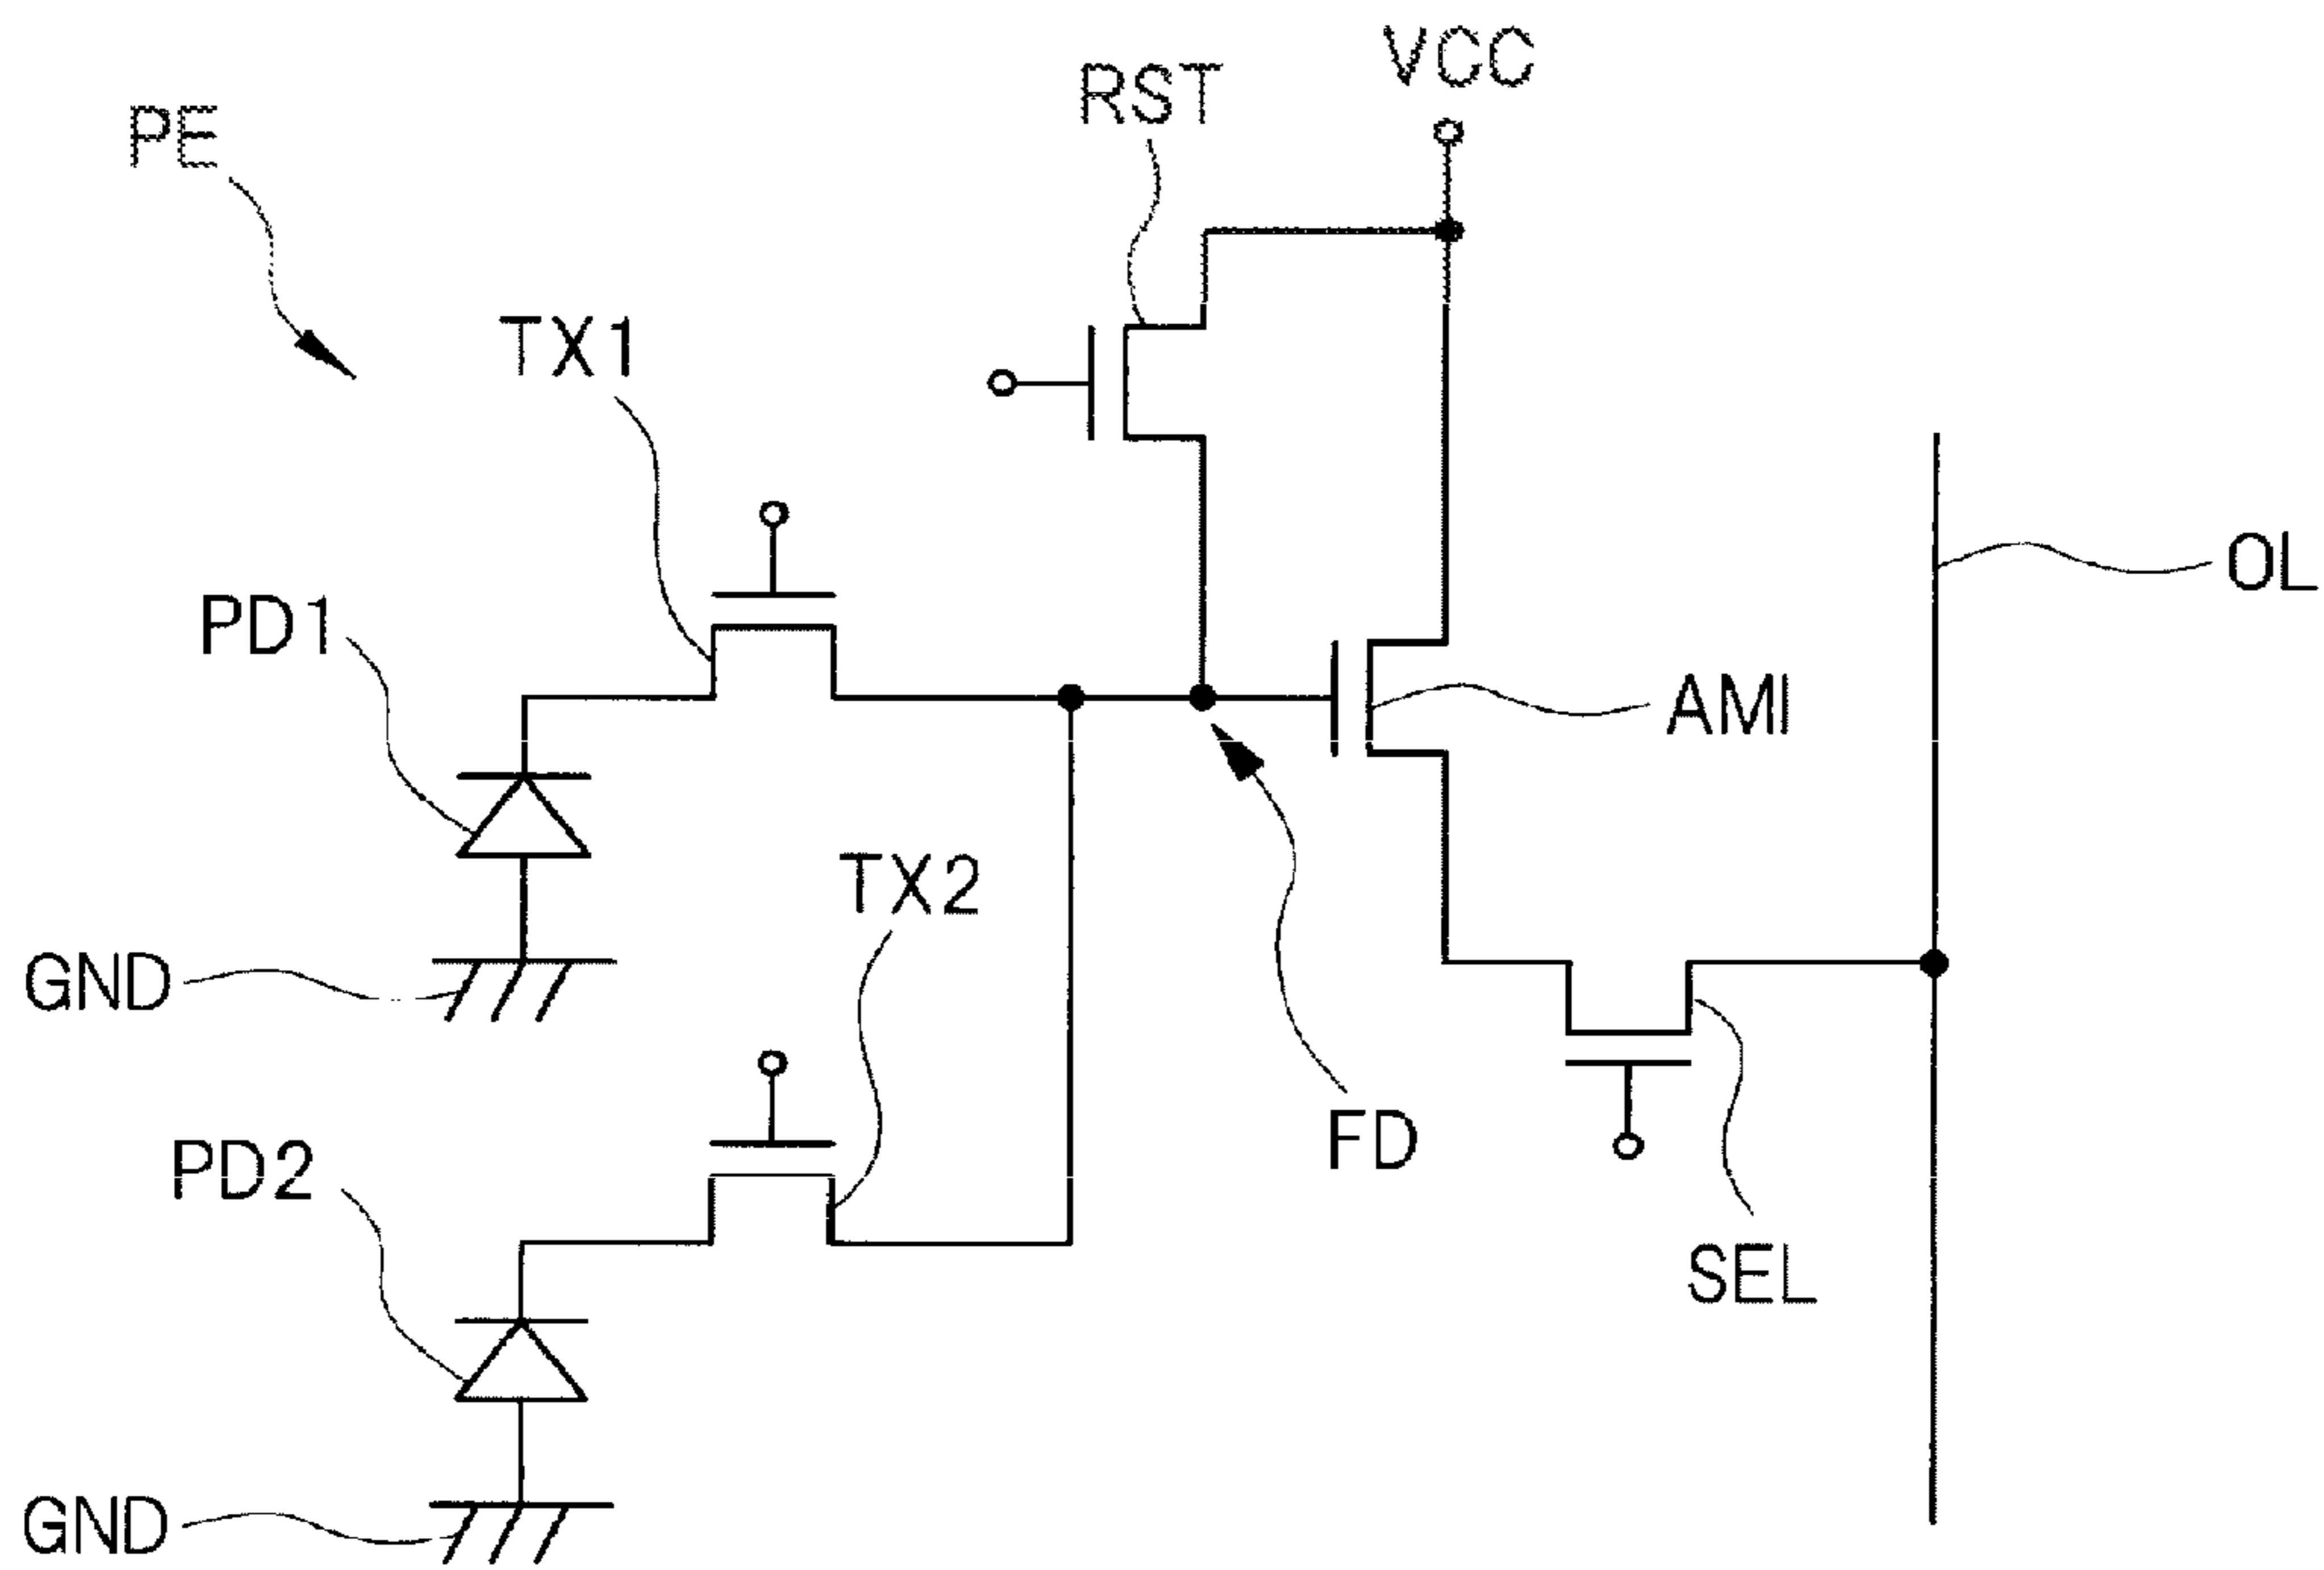 VCC
RST
PE
TX1
OL
PD1
AMI
TX2
GND
FD
PD2
SEL
GND